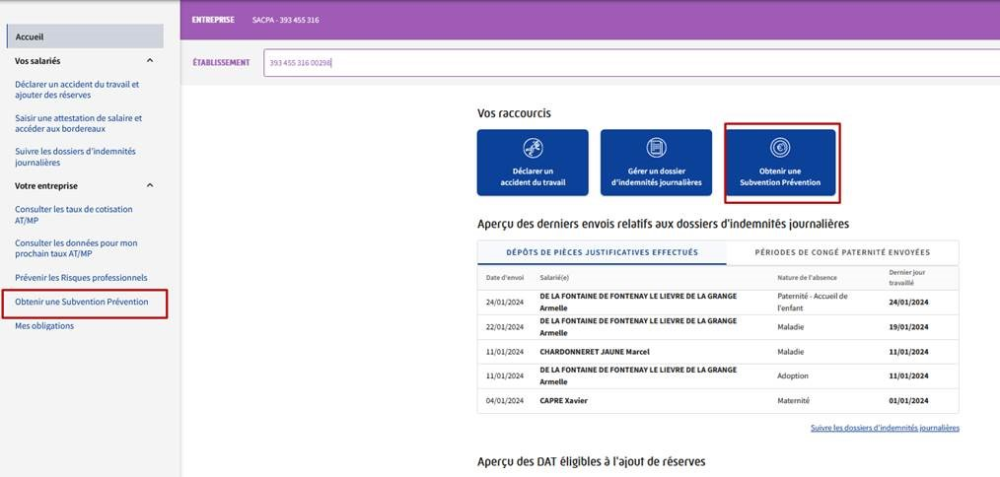 Accueil
Vos salariés
Déclarer un accident du travail et
ajouter des réserves
Saisir une attestation de salaire et
accéder aux bordereaux
Suivre les dossiers d'indemnités
journalières
Votre entreprise
Consulter les taux de cotisation
AT/MP
Consulter les données pour mon
prochain taux AT/MP
Prévenir les Risques professionnels
Obtenir une Subvention Prévention
Mes obligations
ENTREPRISE SACPA - 393 455 316
ÉTABLISSEMENT 393 455 316 00298
Vos raccourcis
Déclarer un
accident du travail
Gérer un dossier
d'indemnités journalières
Obtenir une
Subvention Prévention
Aperçu des derniers envois relatifs aux dossiers d'indemnités journalières
DÉPÔTS DE PIÈCES JUSTIFICATIVES EFFECTUÉS PÉRIODES DE CONGÉ PATERNITÉ ENVOYÉES
Date d'envoi Salarié(e) Nature de l'absence Dernier jour
travaillé
24/01/2024 DE LA FONTAINE DE FONTENAY LE LIEVRE DE LA GRANGE
Armelle Paternité - Accueil de
l'enfant 24/01/2024
22/01/2024 DE LA FONTAINE DE FONTENAY LE LIEVRE DE LA GRANGE
Armelle Maladie 19/01/2024
11/01/2024 CHARDONNERET JAUNE Marcel Maladie 11/01/2024
11/01/2024 DE LA FONTAINE DE FONTENAY LE LIEVRE DE LA GRANGE
Armelle Adoption 11/01/2024
04/01/2024 CAPRE Xavier Maternité 01/01/2024
Suivre les dossiers d'indemnités journalières
Aperçu des DAT éligibles à l'ajout de réserves